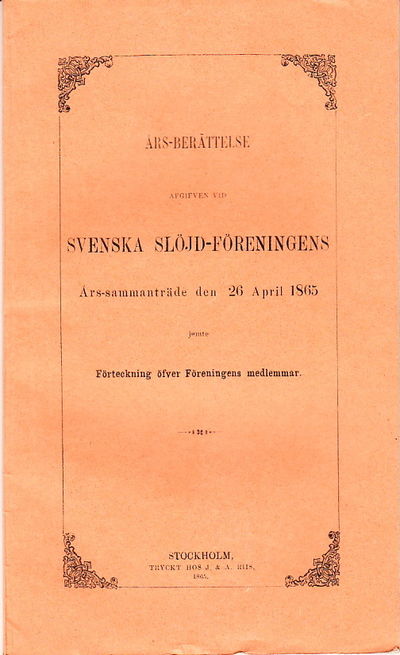 ÅRS-BERÄTTELSE
AFGIFVEN VID
SVENSKA SLÖJD-FÖRENINGENS
Års-sammanträde den 26 April 1865
jemte
Förteckning öfver Föreningens medlemmar.
STOCKHOLM,
TRYCKT HOS J. & A. RIIS,
1865.